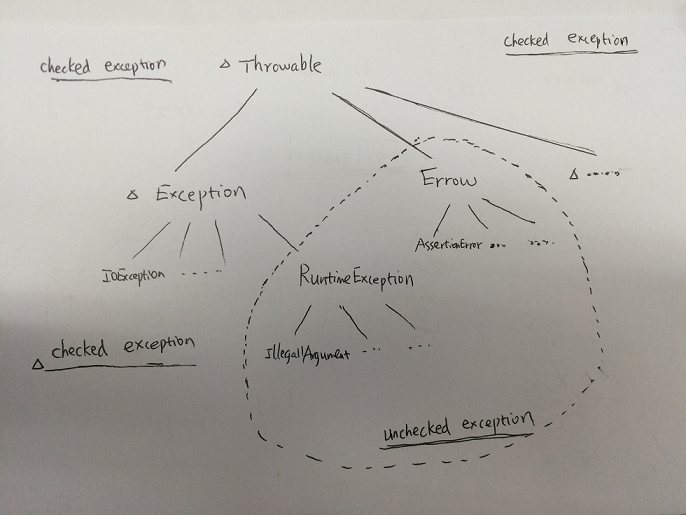 checked exception
checked exception
Δ Throwable
Δ Exception
Errow
Δ ......
IOException ....
AssertionError ... ....
RuntimeException
Δ checked exception
IllegalArgument ... ...
unchecked exception